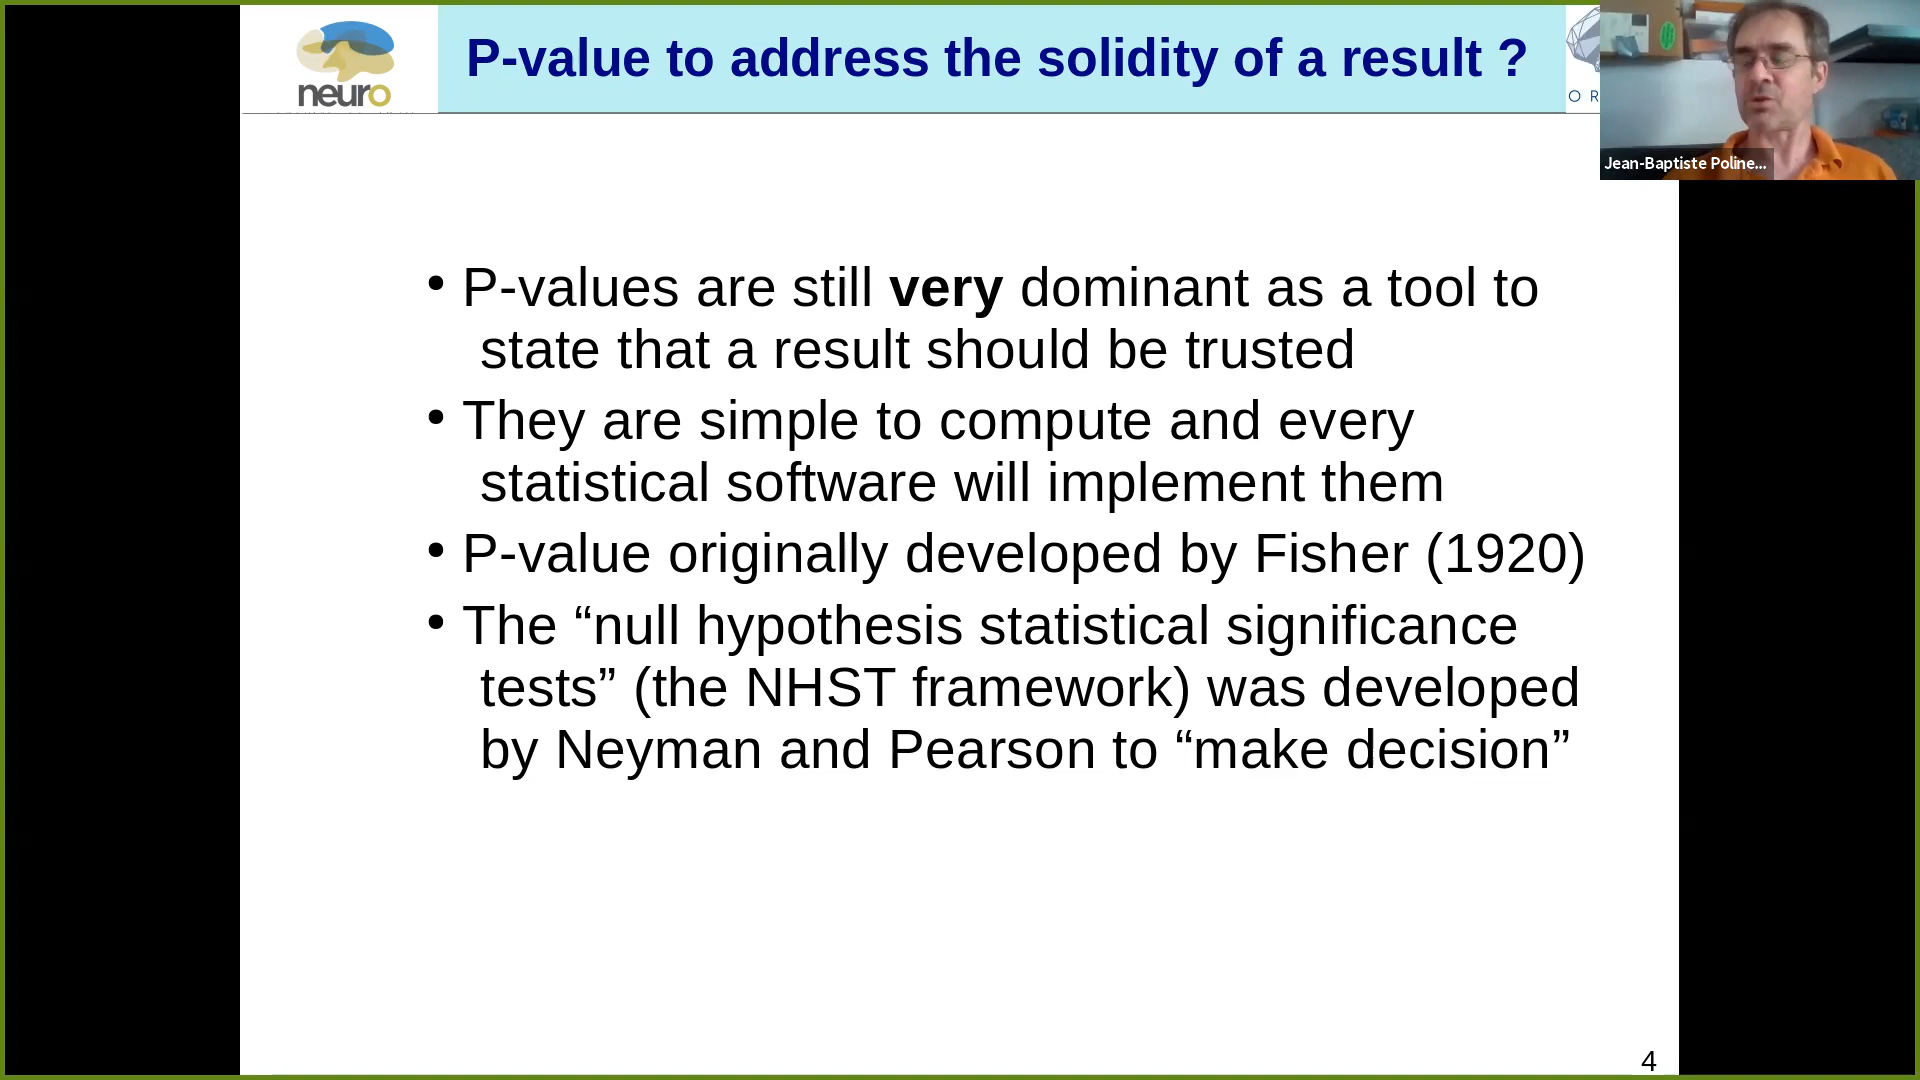 neuro
P-value to address the solidity of a result ?
O R
Jean-Baptiste Poline...
• P-values are still very dominant as a tool to
state that a result should be trusted
• They are simple to compute and every
statistical software will implement them
• P-value originally developed by Fisher (1920)
• The “null hypothesis statistical significance
tests” (the NHST framework) was developed
by Neyman and Pearson to “make decision”
4